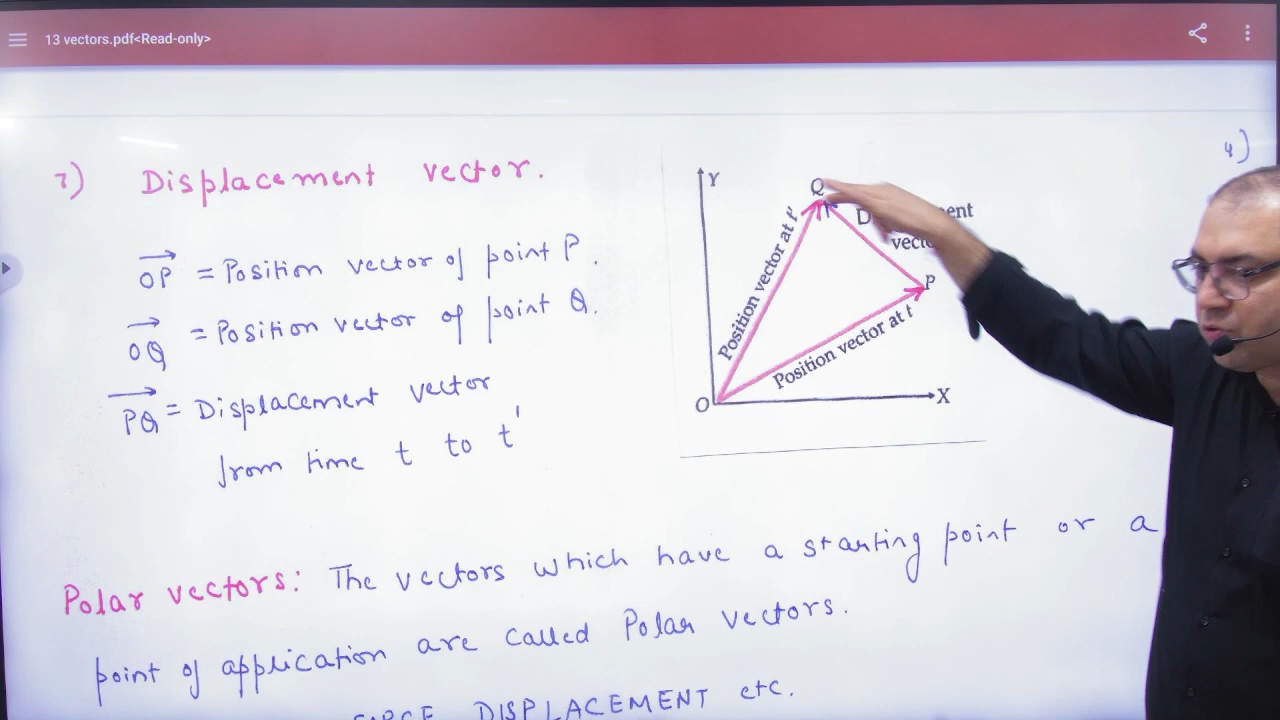 13 vectors.pdf<Read-only>
7) Displacement vector.
OP = Position vector of point P.
OQ = Position vector of point Q.
PQ = Displacement vector
from time t to t'
Y
Q
P
O
X
Position vector at t'
Position vector at t
4)
Polar vectors: The vectors which have a starting point or a
point of application are called Polar vectors.
FORCE DISPLACEMENT etc.